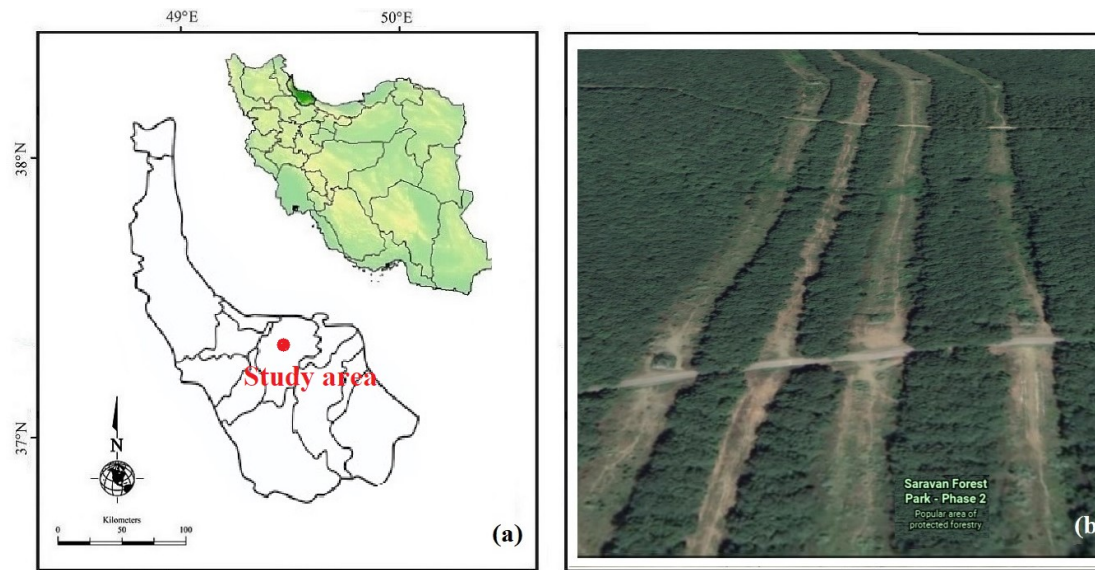 49°E
50°E
38°N
37°N
Study area
N
Kilometers
0 25 50 100
(a)
Saravan Forest
Park - Phase 2
Popular area of
protected forestry
(b)